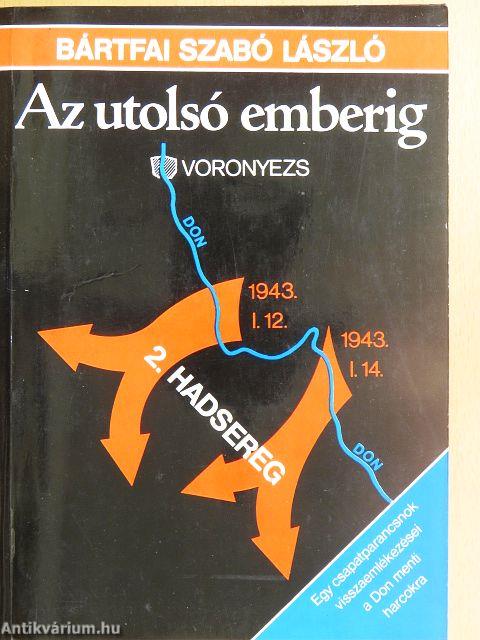 BÁRTFAI SZABÓ LÁSZLÓ
Az utolsó emberig
VORONYEZS
DON
1943.
I. 12.
1943.
I. 14.
2. HADSEREG
DON
Egy csapatparancsnok
visszaemlékezései
a Don menti
harcokra
Antikvárium.hu